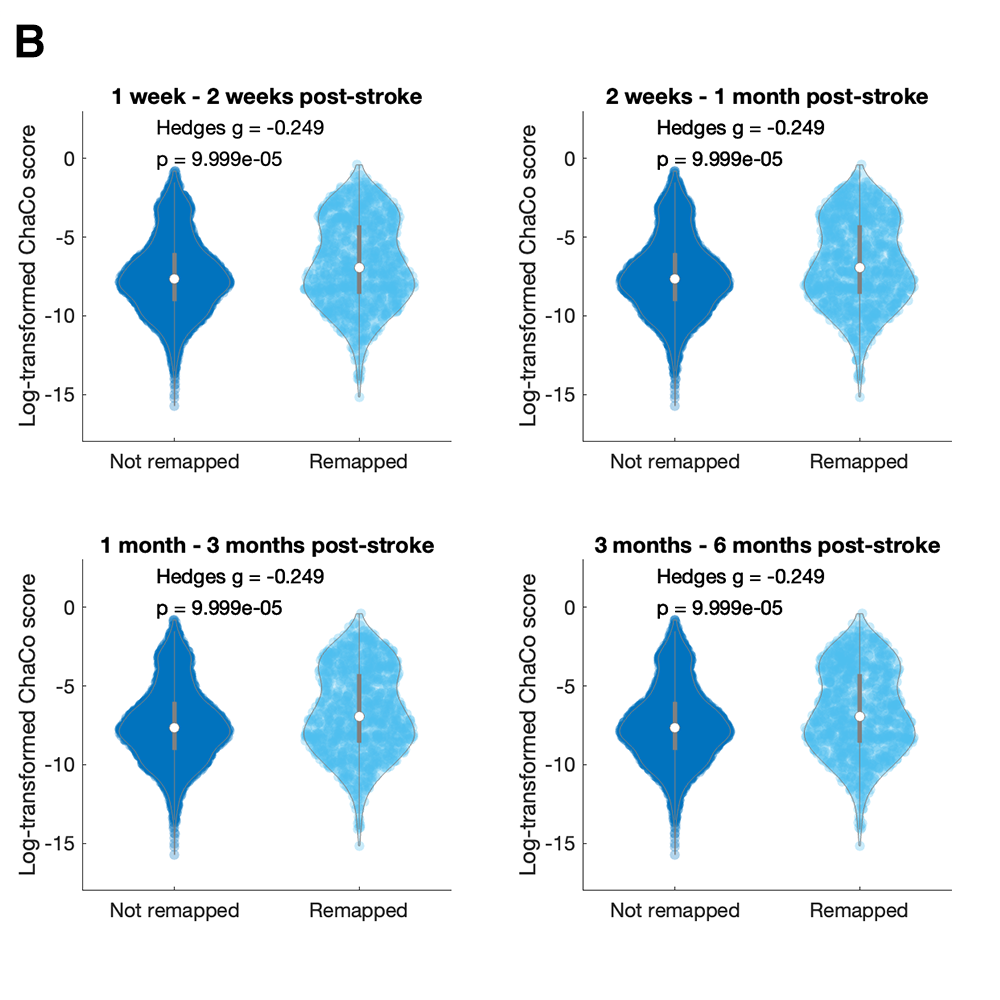 B
1 week - 2 weeks post-stroke
Hedges g = -0.249
p = 9.999e-05
Log-transformed ChaCo score
0
-5
-10
-15
Not remapped
Remapped
2 weeks - 1 month post-stroke
Hedges g = -0.249
p = 9.999e-05
Log-transformed ChaCo score
0
-5
-10
-15
Not remapped
Remapped
1 month - 3 months post-stroke
Hedges g = -0.249
p = 9.999e-05
Log-transformed ChaCo score
0
-5
-10
-15
Not remapped
Remapped
3 months - 6 months post-stroke
Hedges g = -0.249
p = 9.999e-05
Log-transformed ChaCo score
0
-5
-10
-15
Not remapped
Remapped